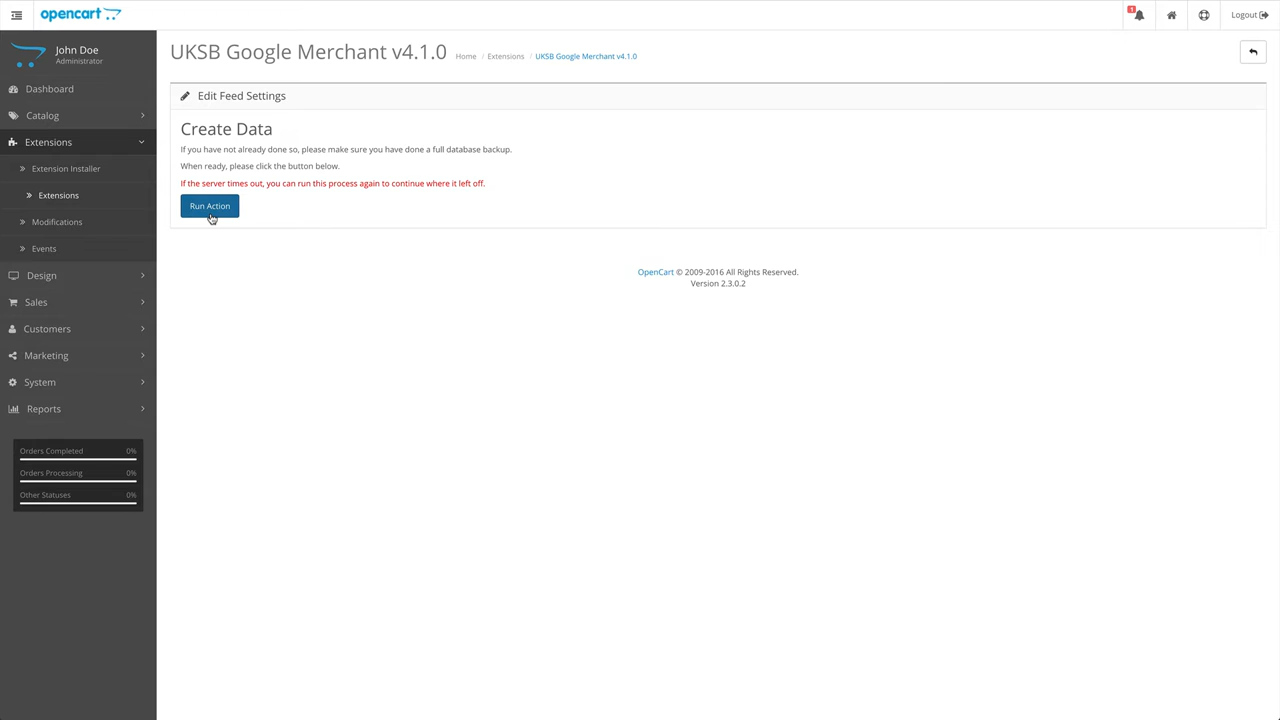 opencart
1
Logout
John Doe
Administrator
Dashboard
Catalog
Extensions
Extension Installer
Extensions
Modifications
Events
Design
Sales
Customers
Marketing
System
Reports
Orders Completed 0%
Orders Processing 0%
Other Statuses 0%
UKSB Google Merchant v4.1.0
Home / Extensions / UKSB Google Merchant v4.1.0
Edit Feed Settings
Create Data
If you have not already done so, please make sure you have done a full database backup.
When ready, please click the button below.
If the server times out, you can run this process again to continue where it left off.
Run Action
OpenCart © 2009-2016 All Rights Reserved.
Version 2.3.0.2